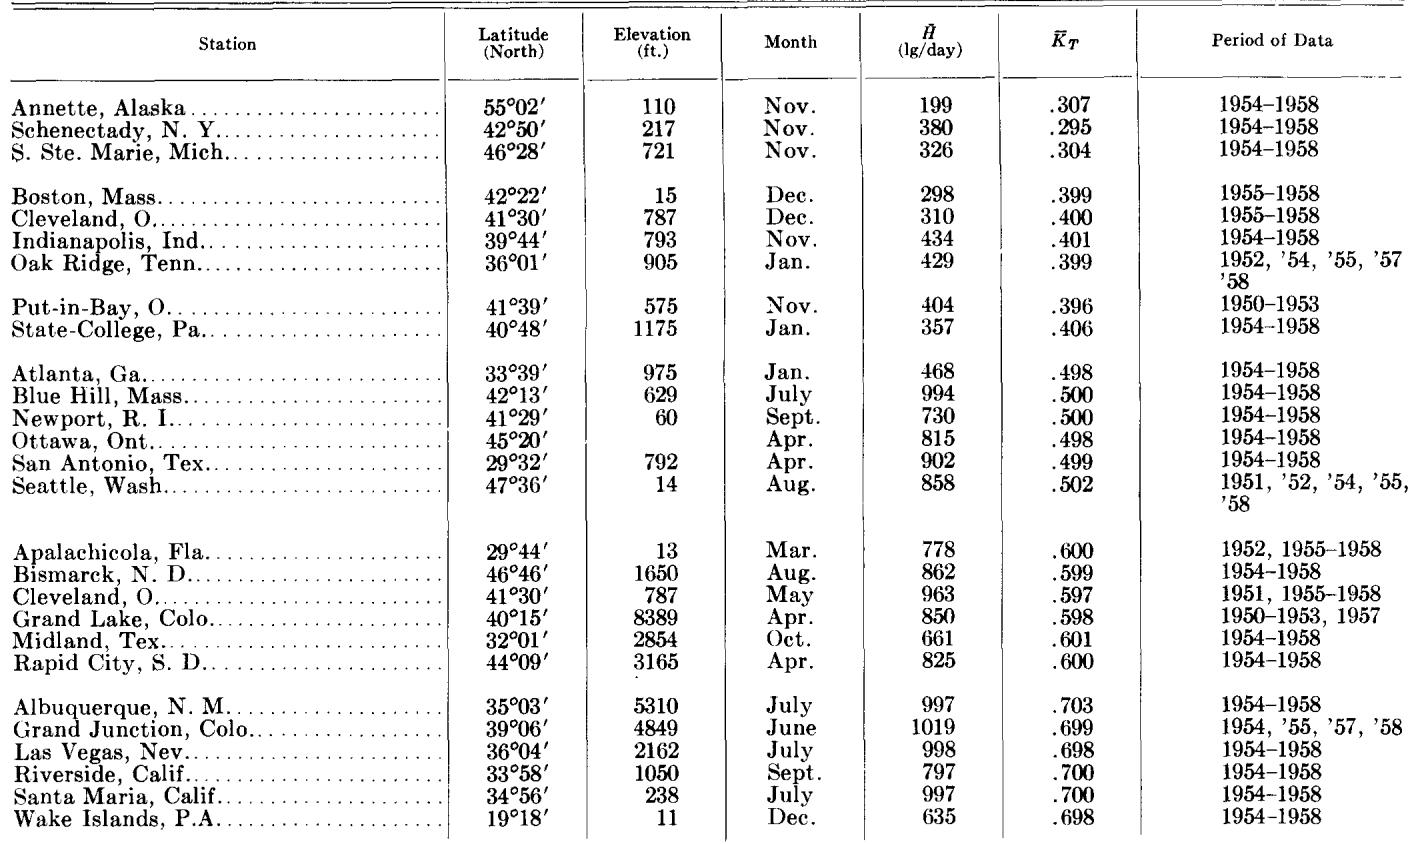 Station Latitude (North) Elevation (ft.) Month H̄ (lg/day) K̄T Period of Data
Annette, Alaska 55°02′ 110 Nov. 199 .307 1954–1958
Schenectady, N. Y. 42°50′ 217 Nov. 380 .295 1954–1958
S. Ste. Marie, Mich. 46°28′ 721 Nov. 326 .304 1954–1958
Boston, Mass. 42°22′ 15 Dec. 298 .399 1955–1958
Cleveland, O. 41°30′ 787 Dec. 310 .400 1955–1958
Indianapolis, Ind. 39°44′ 793 Nov. 434 .401 1954–1958
Oak Ridge, Tenn. 36°01′ 905 Jan. 429 .399 1952, '54, '55, '57
'58
Put-in-Bay, O. 41°39′ 575 Nov. 404 .396 1950–1953
State-College, Pa. 40°48′ 1175 Jan. 357 .406 1954–1958
Atlanta, Ga. 33°39′ 975 Jan. 468 .498 1954–1958
Blue Hill, Mass. 42°13′ 629 July 994 .500 1954–1958
Newport, R. I. 41°29′ 60 Sept. 730 .500 1954–1958
Ottawa, Ont. 45°20′ Apr. 815 .498 1954–1958
San Antonio, Tex. 29°32′ 792 Apr. 902 .499 1954–1958
Seattle, Wash. 47°36′ 14 Aug. 858 .502 1951, '52, '54, '55,
'58
Apalachicola, Fla. 29°44′ 13 Mar. 778 .600 1952, 1955–1958
Bismarck, N. D. 46°46′ 1650 Aug. 862 .599 1954–1958
Cleveland, O. 41°30′ 787 May 963 .597 1951, 1955–1958
Grand Lake, Colo. 40°15′ 8389 Apr. 850 .598 1950–1953, 1957
Midland, Tex. 32°01′ 2854 Oct. 661 .601 1954–1958
Rapid City, S. D. 44°09′ 3165 Apr. 825 .600 1954–1958
Albuquerque, N. M. 35°03′ 5310 July 997 .703 1954–1958
Grand Junction, Colo. 39°06′ 4849 June 1019 .699 1954, '55, '57, '58
Las Vegas, Nev. 36°04′ 2162 July 998 .698 1954–1958
Riverside, Calif. 33°58′ 1050 Sept. 797 .700 1954–1958
Santa Maria, Calif. 34°56′ 238 July 997 .700 1954–1958
Wake Islands, P.A. 19°18′ 11 Dec. 635 .698 1954–1958